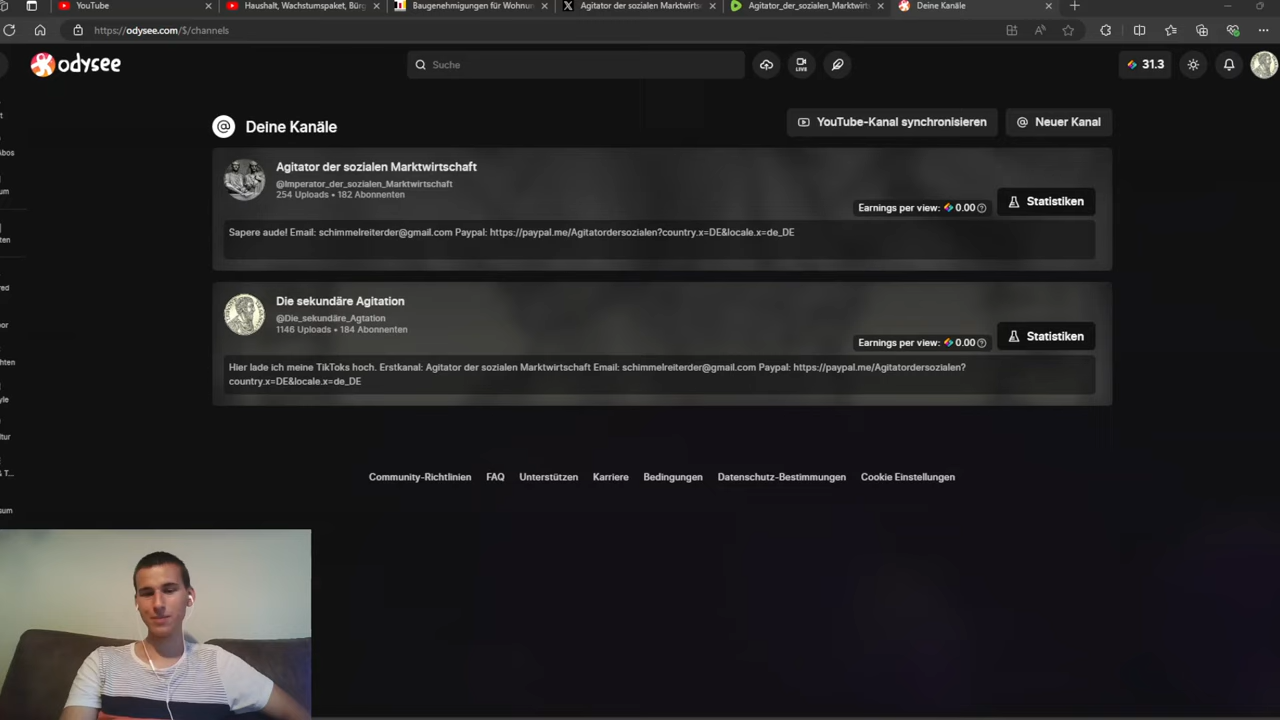 YouTube
Haushalt, Wachstumspaket, Bürg
Baugenehmigungen für Wohnun
Agitator der sozialen Marktwirtsch
Agitator_der_sozialen_Marktwirts
Deine Kanäle
https://odysee.com/$/channels
odysee
Suche
LIVE
31.3
Deine Kanäle
YouTube-Kanal synchronisieren
Neuer Kanal
Agitator der sozialen Marktwirtschaft
@Imperator_der_sozialen_Marktwirtschaft
254 Uploads • 182 Abonnenten
Earnings per view: 0.00
Statistiken
Sapere aude! Email: schimmelreiterder@gmail.com Paypal: https://paypal.me/Agitatordersozialen?country.x=DE&locale.x=de_DE
Die sekundäre Agitation
@Die_sekundäre_Agtation
1146 Uploads • 184 Abonnenten
Earnings per view: 0.00
Statistiken
Hier lade ich meine TikToks hoch. Erstkanal: Agitator der sozialen Marktwirtschaft Email: schimmelreiterder@gmail.com Paypal: https://paypal.me/Agitatordersozialen?
country.x=DE&locale.x=de_DE
Community-Richtlinien FAQ Unterstützen Karriere Bedingungen Datenschutz-Bestimmungen Cookie Einstellungen